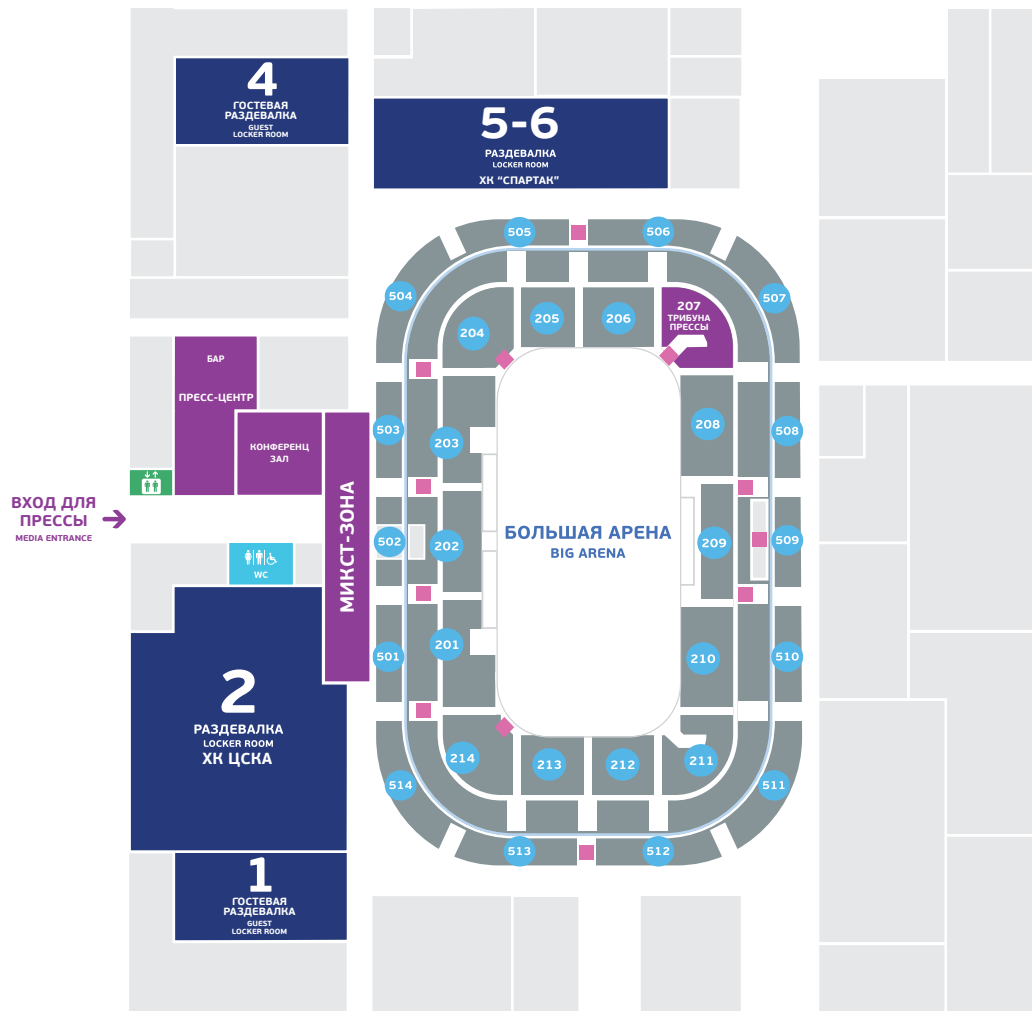 4
ГОСТЕВАЯ
РАЗДЕВАЛКА
GUEST
LOCKER ROOM
5-6
РАЗДЕВАЛКА
LOCKER ROOM
ХК “СПАРТАК”
505
506
504
507
205
206
204
207
ТРИБУНА
ПРЕССЫ
БАР
ПРЕСС-ЦЕНТР
КОНФЕРЕНЦ
ЗАЛ
МИКСТ-ЗОНА
ВХОД ДЛЯ
ПРЕССЫ
MEDIA ENTRANCE
WC
503
203
208
508
502
202
БОЛЬШАЯ АРЕНА
BIG ARENA
209
509
501
201
210
510
2
РАЗДЕВАЛКА
LOCKER ROOM
ХК ЦСКА
214
213
212
211
514
511
513
512
1
ГОСТЕВАЯ
РАЗДЕВАЛКА
GUEST
LOCKER ROOM